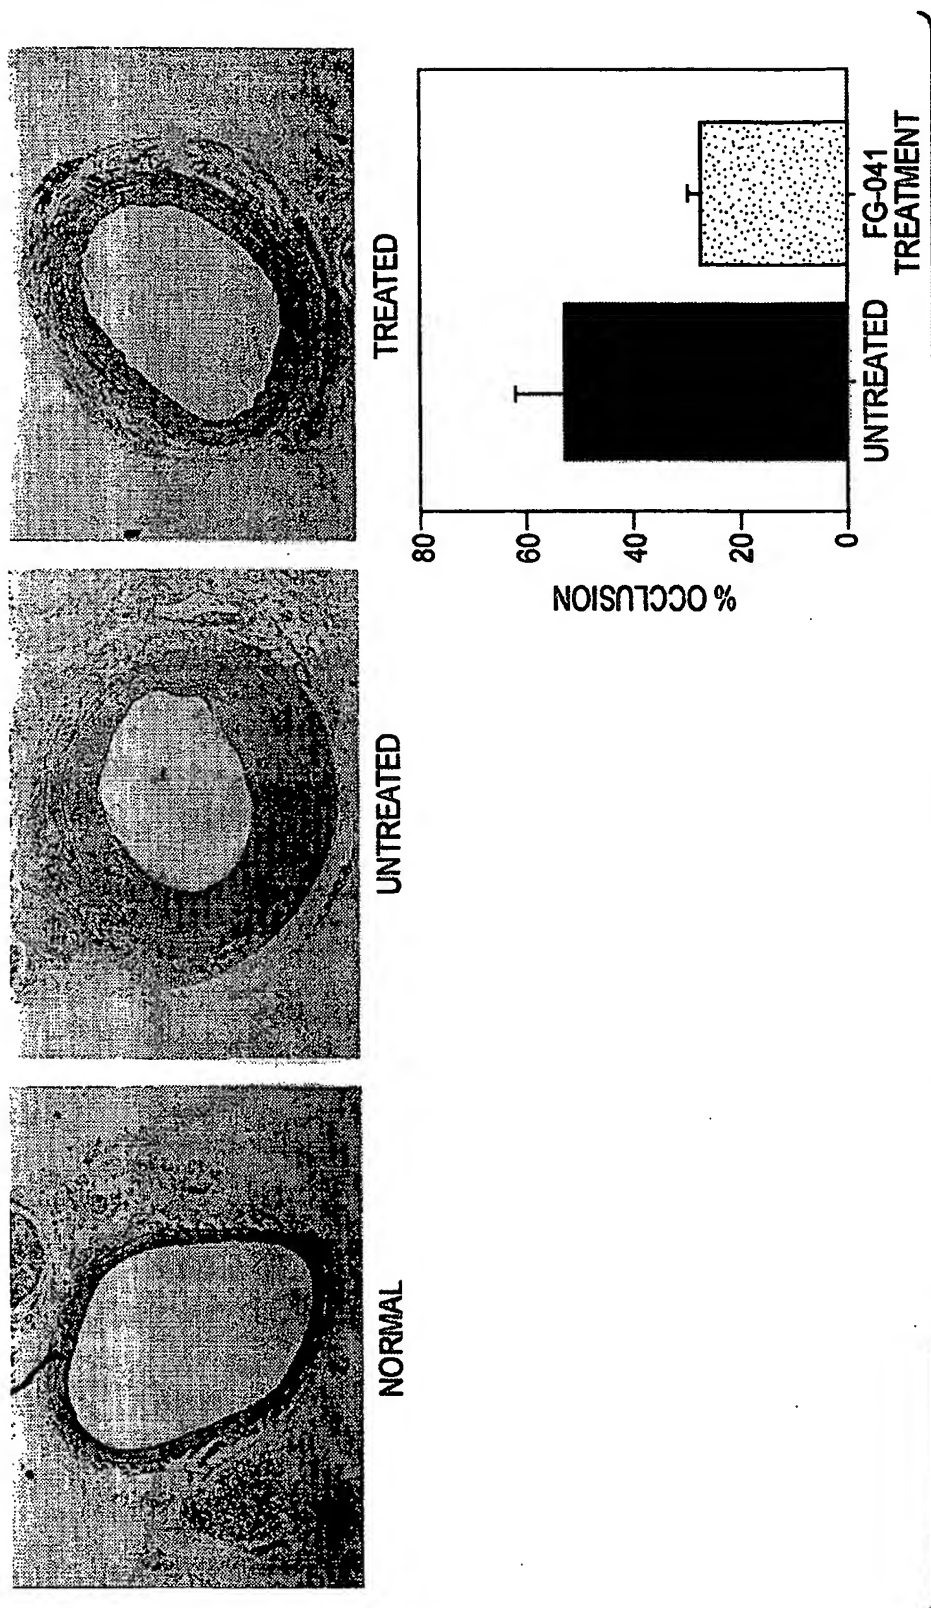 NORMAL
UNTREATED
TREATED
% OCCLUSION
80
60
40
20
0
UNTREATED
FG-041
TREATMENT